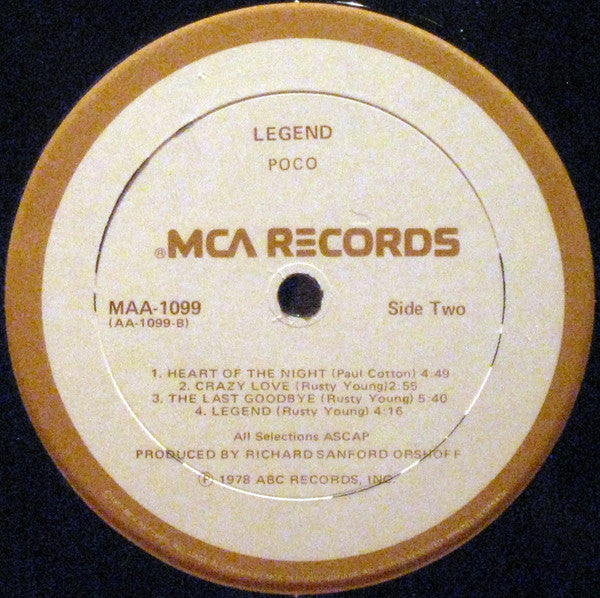 LEGEND
POCO
® MCA RECORDS
MAA-1099
(AA-1099-B)
Side Two
1. HEART OF THE NIGHT (Paul Cotton) 4:49
2. CRAZY LOVE (Rusty Young)2:55
3. THE LAST GOODBYE (Rusty Young) 5:40
4. LEGEND (Rusty Young) 4:16
All Selections ASCAP
PRODUCED BY RICHARD SANFORD ORSHOFF
℗ 1978 ABC RECORDS, INC.